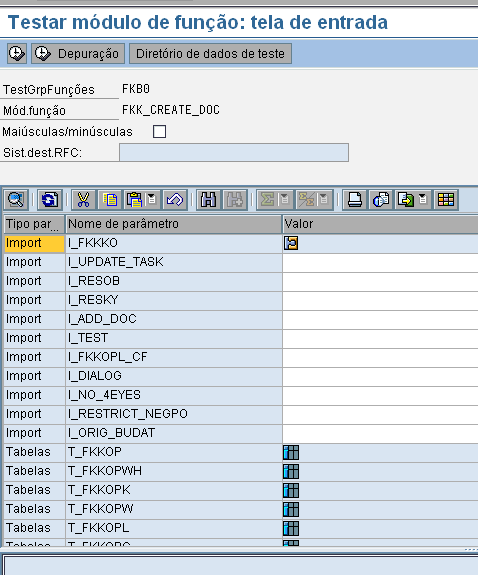 Testar módulo de função: tela de entrada
Depuração Diretório de dados de teste
TestGrpFunções FKB0
Mód.função FKK_CREATE_DOC
Maiúsculas/minúsculas
Sist.dest.RFC:
Tipo par... Nome de parâmetro Valor
Import I_FKKKO
Import I_UPDATE_TASK
Import I_RESOB
Import I_RESKY
Import I_ADD_DOC
Import I_TEST
Import I_FKKOPL_CF
Import I_DIALOG
Import I_NO_4EYES
Import I_RESTRICT_NEGPO
Import I_ORIG_BUDAT
Tabelas T_FKKOP
Tabelas T_FKKOPWH
Tabelas T_FKKOPK
Tabelas T_FKKOPW
Tabelas T_FKKOPL
Tabelas